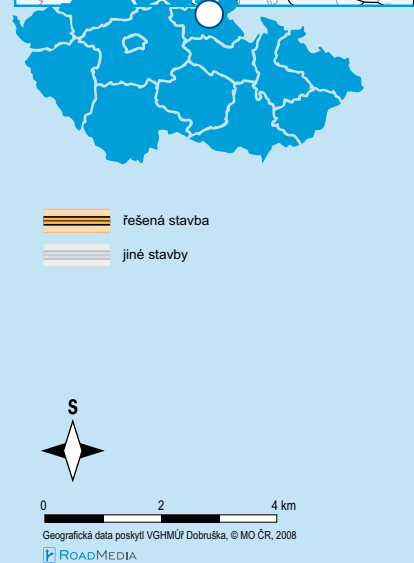 řešená stavba
jiné stavby
S
0 2 4 km
Geografická data poskytl VGHMÚř Dobruška, © MO ČR, 2008
ROADMEDIA